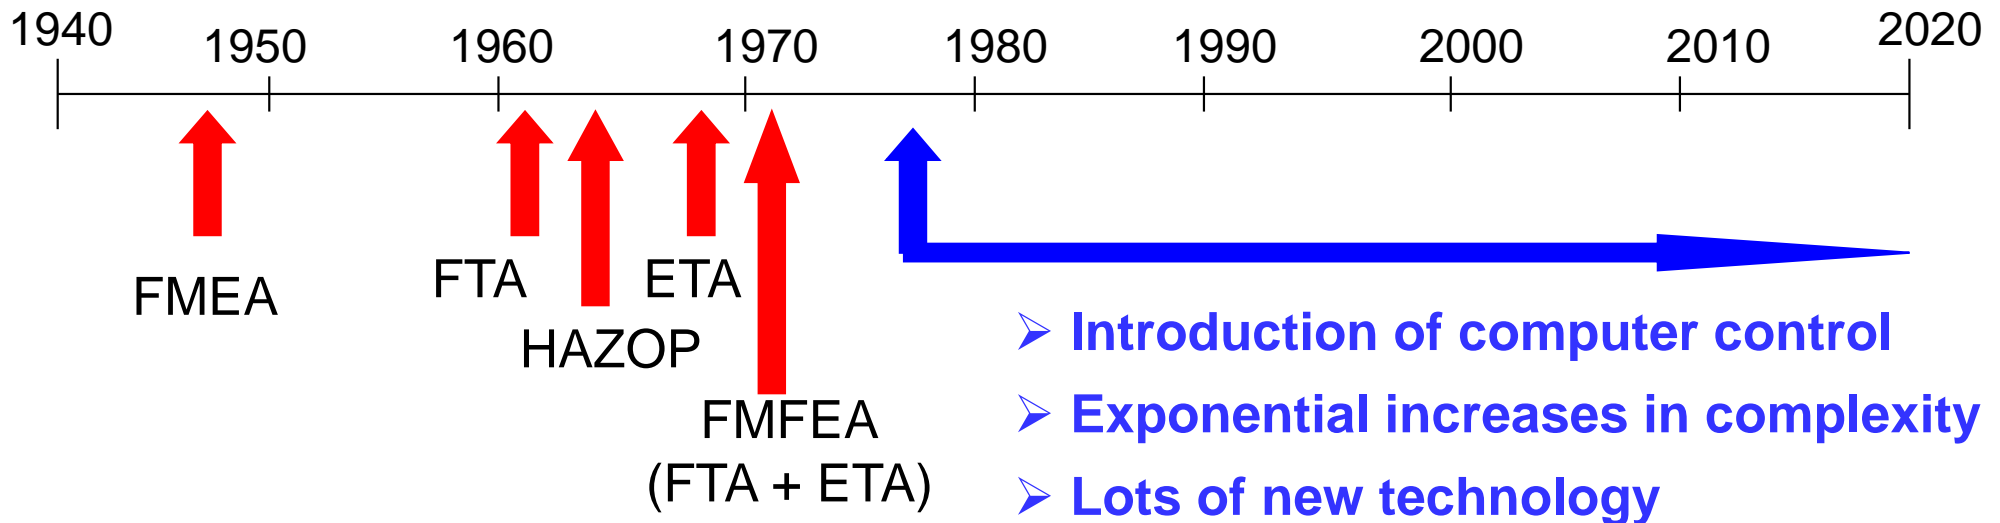 1940 1950 1960 1970 1980 1990 2000 2010 2020
FMEA
FTA
HAZOP
ETA
FMFEA
(FTA + ETA)
➢ Introduction of computer control
➢ Exponential increases in complexity
➢ Lots of new technology